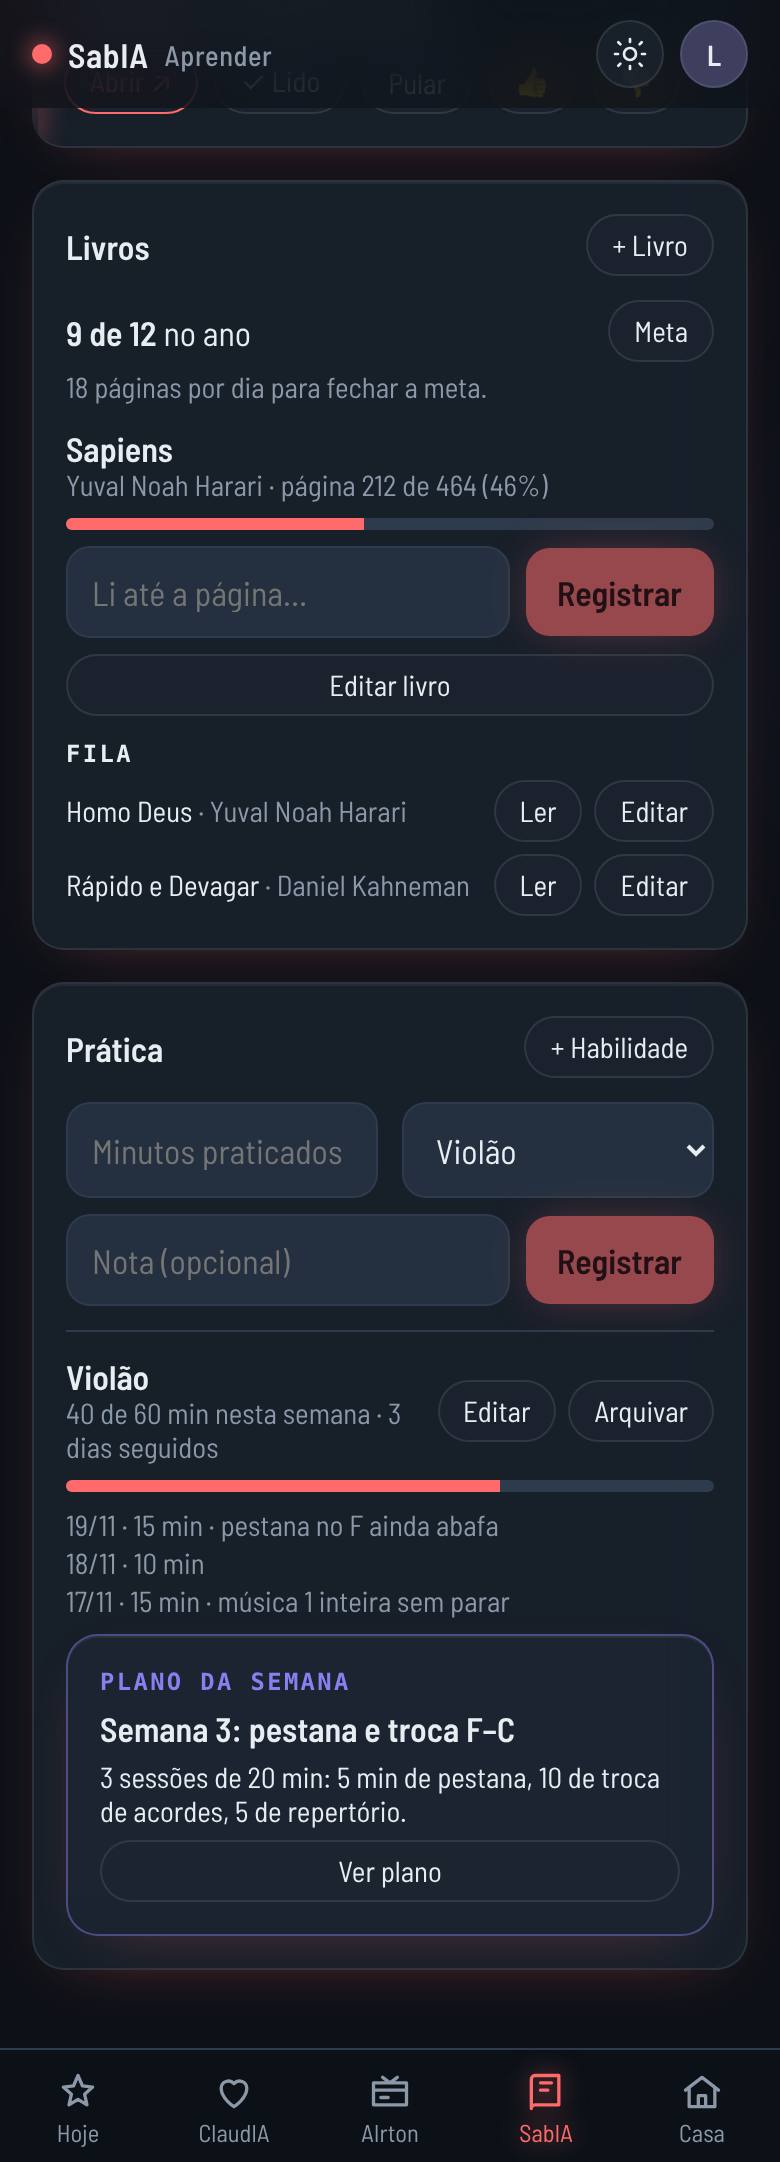 SabIA Aprender
L
Abrir ↗ ✓ Lido Pular
Livros
+ Livro
9 de 12 no ano
Meta
18 páginas por dia para fechar a meta.
Sapiens
Yuval Noah Harari · página 212 de 464 (46%)
Li até a página...
Registrar
Editar livro
FILA
Homo Deus · Yuval Noah Harari
Ler
Editar
Rápido e Devagar · Daniel Kahneman
Ler
Editar
Prática
+ Habilidade
Minutos praticados
Violão
Nota (opcional)
Registrar
Violão
40 de 60 min nesta semana · 3
dias seguidos
Editar
Arquivar
19/11 · 15 min · pestana no F ainda abafa
18/11 · 10 min
17/11 · 15 min · música 1 inteira sem parar
PLANO DA SEMANA
Semana 3: pestana e troca F–C
3 sessões de 20 min: 5 min de pestana, 10 de troca
de acordes, 5 de repertório.
Ver plano
Hoje
ClaudIA
AIrton
SabIA
Casa